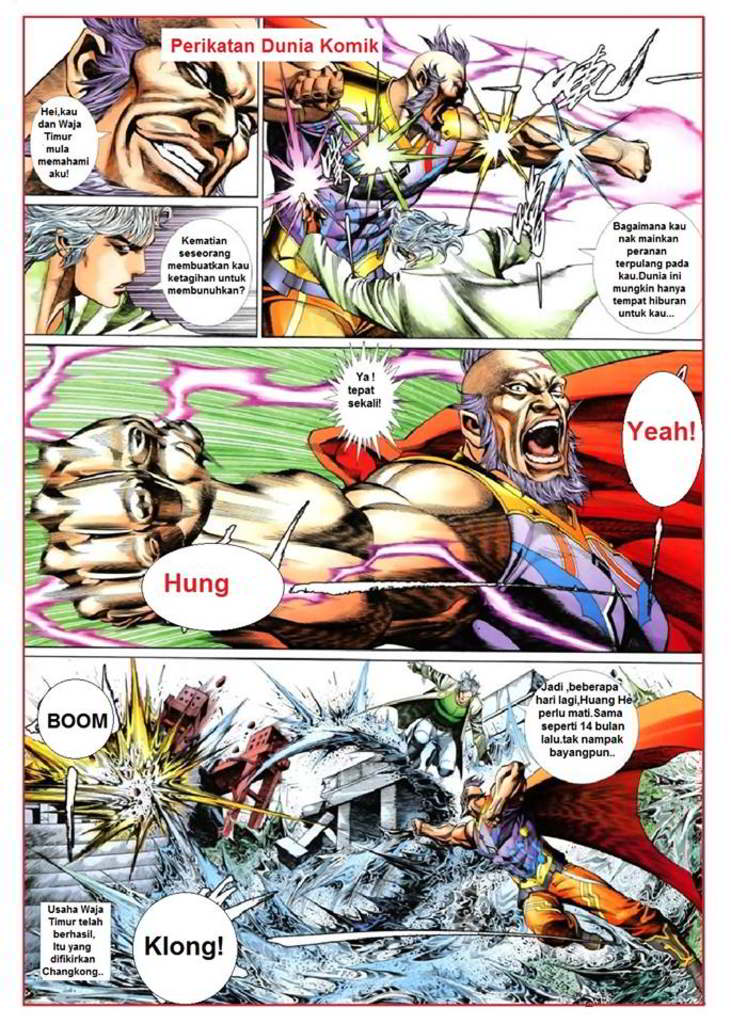 Perikatan Dunia Komik
Hei,kau
dan Waja
Timur
mula
memahami
aku!
Bagaimana kau
nak mainkan
peranan
terpulang pada
kau.Dunia ini
mungkin hanya
tempat hiburan
untuk kau...
Kematian
seseorang
membuatkan kau
ketagihan untuk
membunuhkan?
Ya !
tepat
sekali!
Yeah!
Hung
Jadi ,beberapa
hari lagi,Huang He
perlu mati.Sama
seperti 14 bulan
lalu.tak nampak
bayangpun..
BOOM
Usaha Waja
Timur telah
berhasil,
Itu yang
difikirkan
Changkong..
Klong!